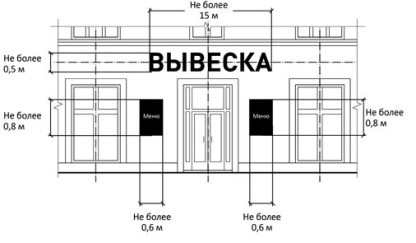 Не более
15 м
Не более
0,5 м
ВЫВЕСКА
Не более
0,8 м
Меню
Меню
Не более
0,8 м
Не более
0,6 м
Не более
0,6 м